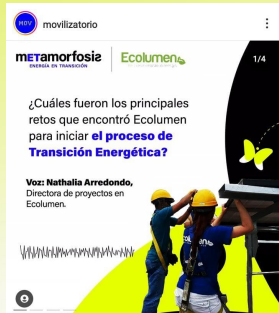 MOV
movilizatorio
METamorfosis
ENERGÍA EN TRANSICIÓN
Ecolumen
1/4
¿Cuáles fueron los principales
retos que encontró Ecolumen
para iniciar el proceso de
Transición Energética?
Voz: Nathalia Arredondo,
Directora de proyectos en
Ecolumen.